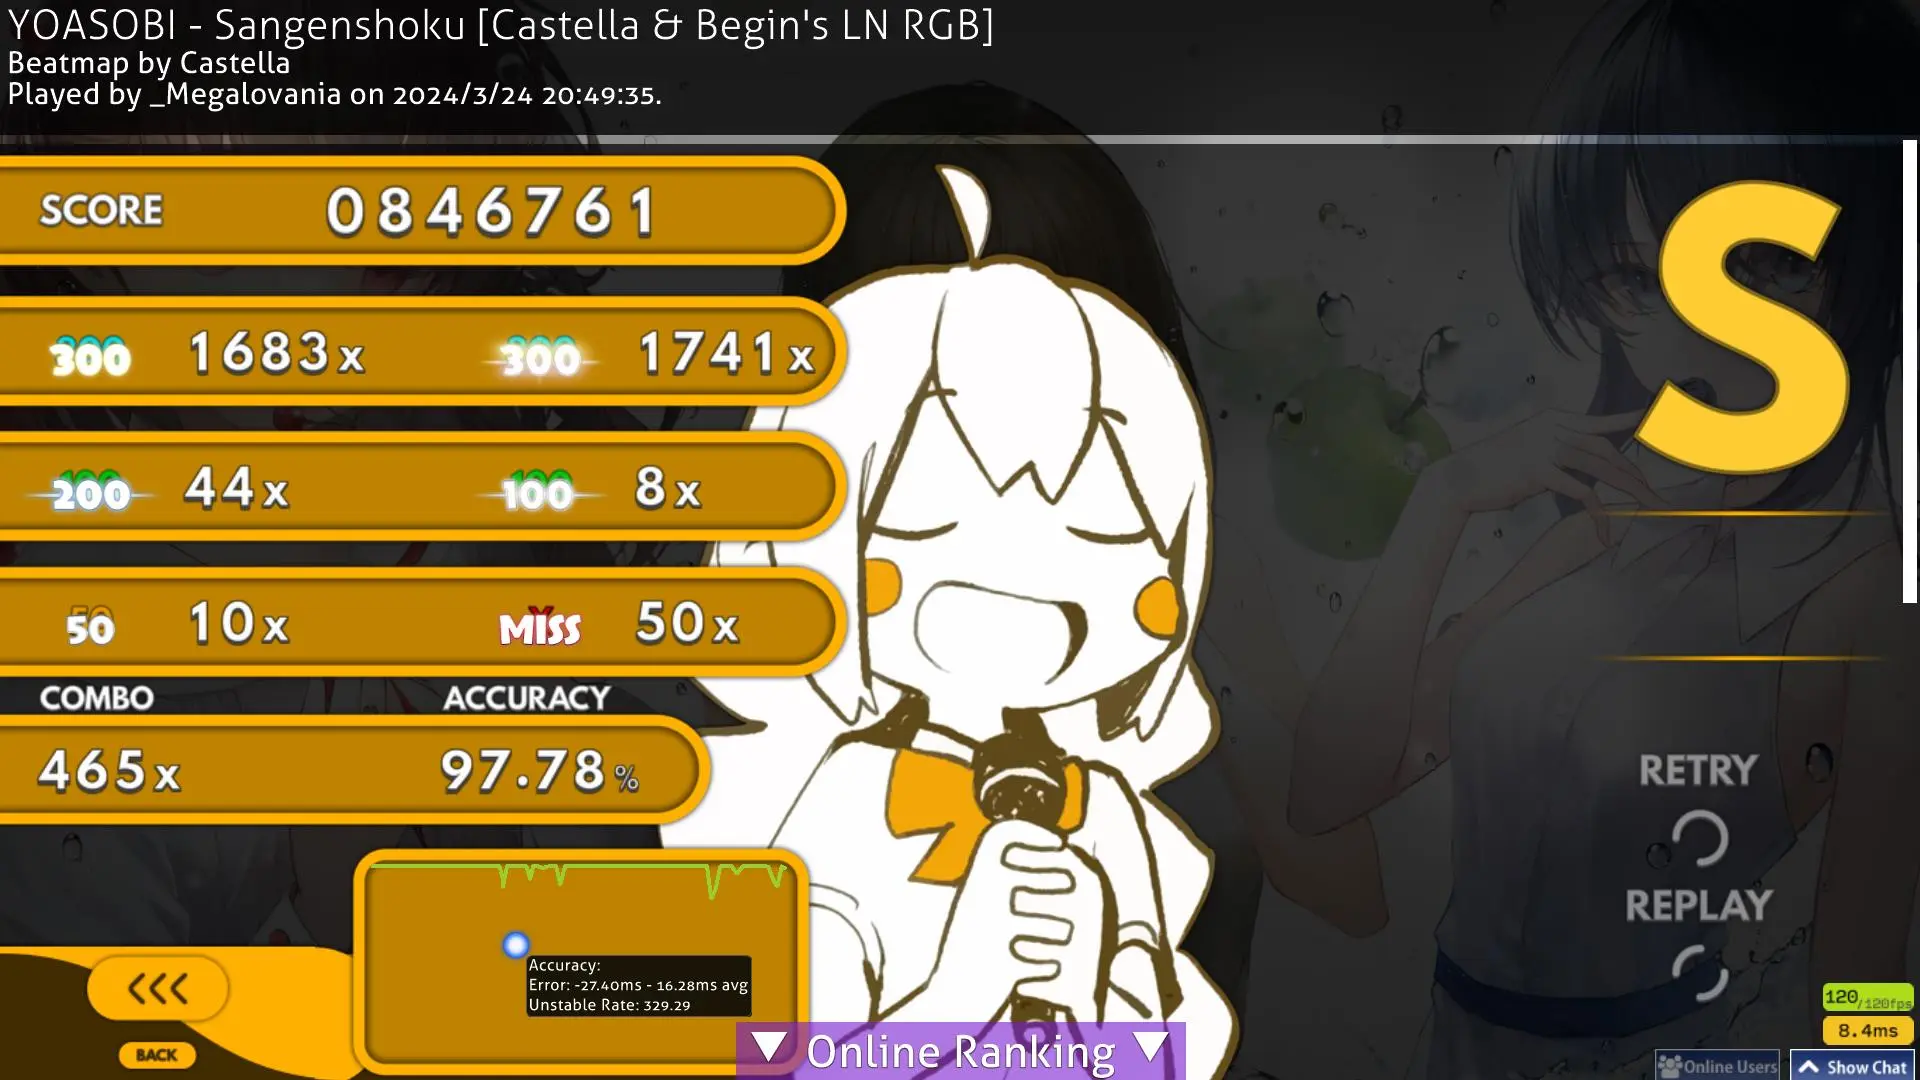 YOASOBI - Sangenshoku [Castella & Begin's LN RGB]
Beatmap by Castella
Played by _Megalovania on 2024/3/24 20:49:35.
SCORE 0846761
300 1683x 300 1741x
200 44x 100 8x
50 10x MISS 50x
COMBO ACCURACY
465x 97.78%
RETRY
REPLAY
Accuracy:
Error: -27.40ms - 16.28ms avg
Unstable Rate: 329.29
<<<
BACK
▼ Online Ranking ▼
120/120fps
8.4ms
Online Users
Show Chat